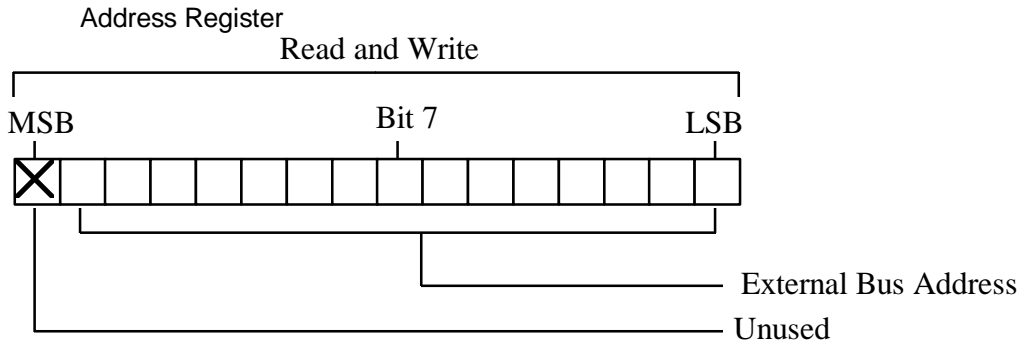 Address Register
Read and Write
MSB Bit 7 LSB
External Bus Address
Unused